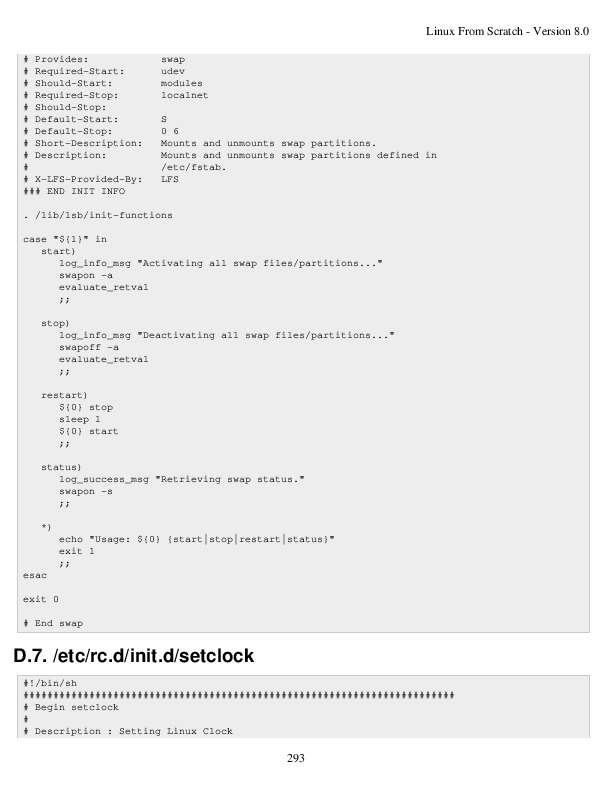 Linux From Scratch - Version 8.0
# Provides:            swap
# Required-Start:      udev
# Should-Start:        modules
# Required-Stop:       localnet
# Should-Stop:
# Default-Start:       S
# Default-Stop:        0 6
# Short-Description:   Mounts and unmounts swap partitions.
# Description:         Mounts and unmounts swap partitions defined in
#                      /etc/fstab.
# X-LFS-Provided-By:   LFS
### END INIT INFO
. /lib/lsb/init-functions
case "${1}" in
   start)
      log_info_msg "Activating all swap files/partitions..."
      swapon -a
      evaluate_retval
      ;;
   stop)
      log_info_msg "Deactivating all swap files/partitions..."
      swapoff -a
      evaluate_retval
      ;;
   restart)
      ${0} stop
      sleep 1
      ${0} start
      ;;
   status)
      log_success_msg "Retrieving swap status."
      swapon -s
      ;;
   *)
      echo "Usage: ${0} {start|stop|restart|status}"
      exit 1
      ;;
esac
exit 0
# End swap
D.7. /etc/rc.d/init.d/setclock
#!/bin/sh
########################################################################
# Begin setclock
#
# Description : Setting Linux Clock
293